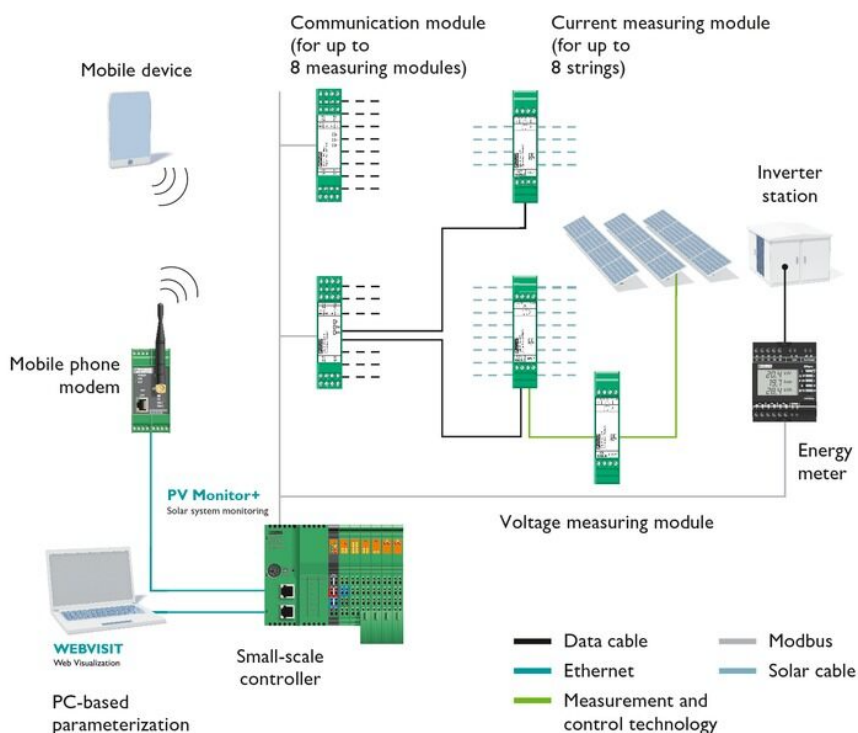 Communication module
(for up to
8 measuring modules)
Current measuring module
(for up to
8 strings)
Mobile device
Inverter
station
Mobile phone
modem
Energy
meter
PV Monitor+
Solar system monitoring
Voltage measuring module
WEBVISIT
Web Visualization
Small-scale
controller
PC-based
parameterization
Data cable
Ethernet
Measurement and
control technology
Modbus
Solar cable